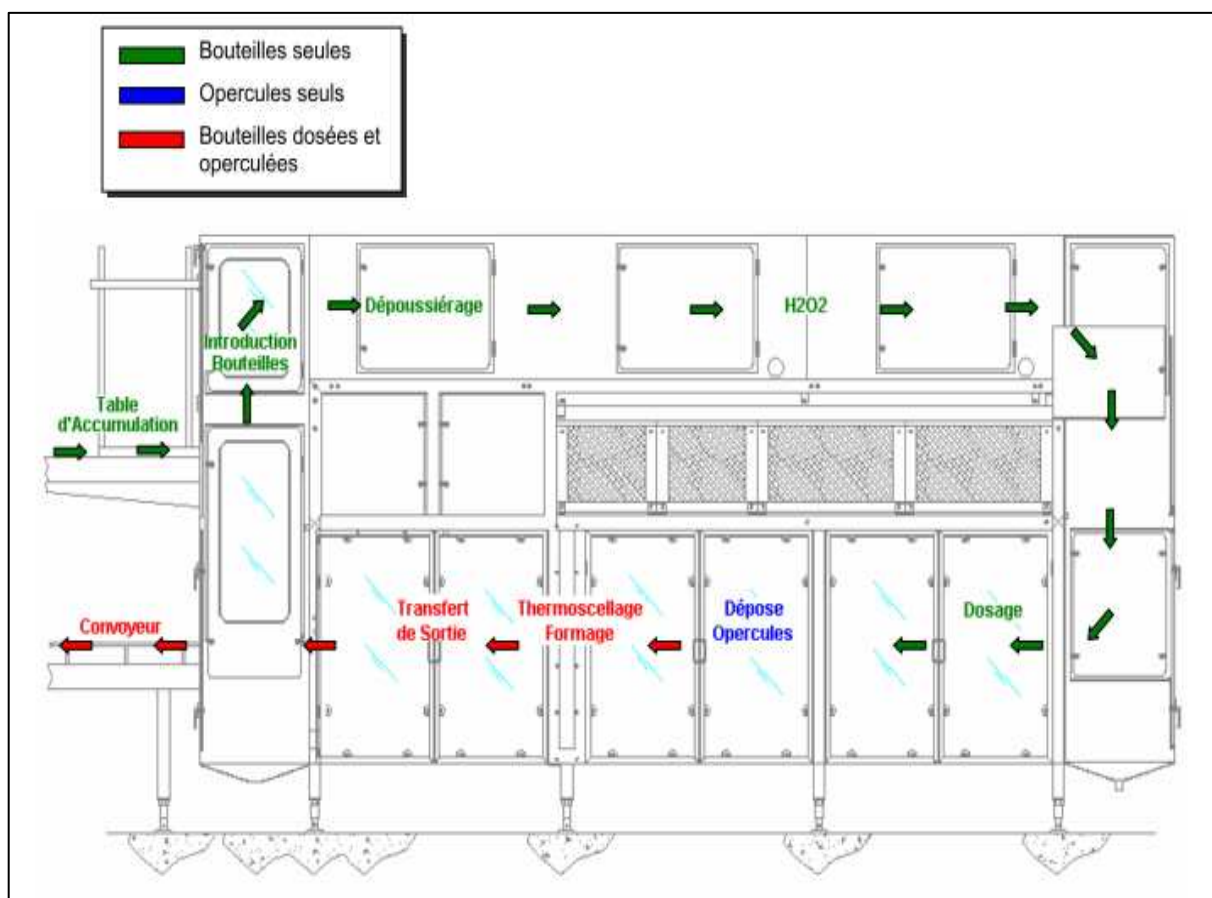 Bouteilles seules
Opercules seuls
Bouteilles dosées et
operculées
Dépoussiérage
H2O2
Introduction
Bouteilles
Table
d'Accumulation
Convoyeur
Transfert
de Sortie
Thermoscellage
Formage
Dépose
Opercules
Dosage